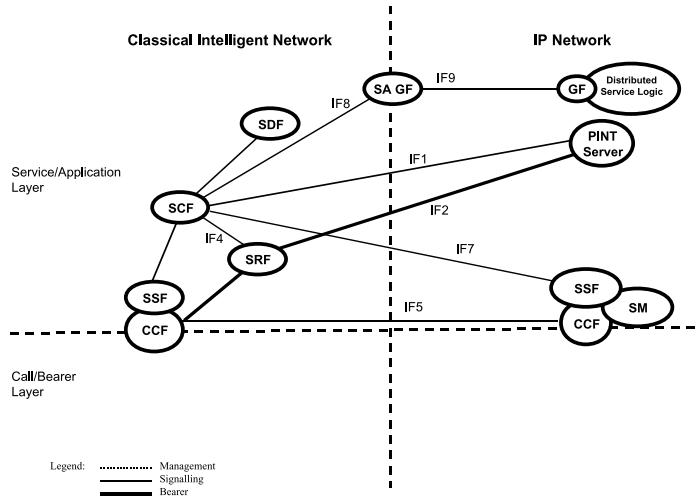 Classical Intelligent Network
IP Network
SA GF
IF9
GF
Distributed
Service Logic
IF8
SDF
PINT
Server
IF1
Service/Application
Layer
SCF
IF2
IF4
SRF
IF7
SSF
SSF
SM
IF5
CCF
CCF
Call/Bearer
Layer
Legend:
Management
Signalling
Bearer